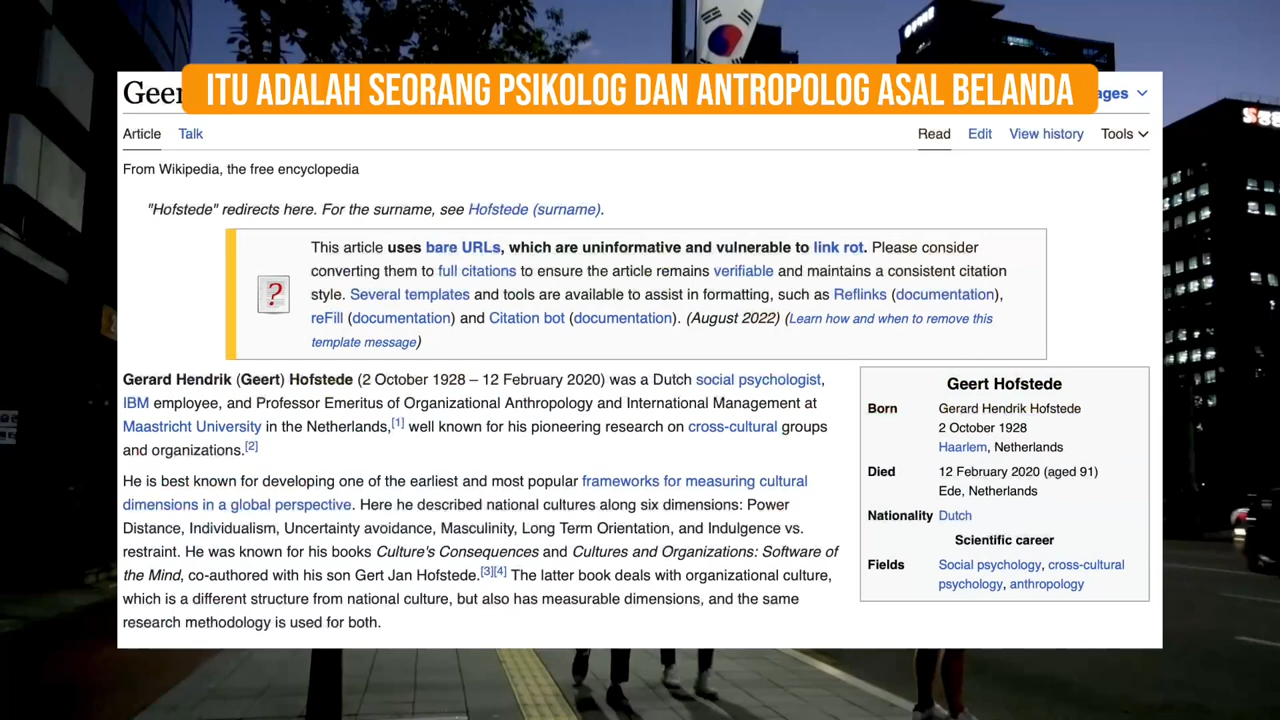 ITU ADALAH SEORANG PSIKOLOG DAN ANTROPOLOG ASAL BELANDA
Article Talk Read Edit View history Tools
From Wikipedia, the free encyclopedia
"Hofstede" redirects here. For the surname, see Hofstede (surname).
This article uses bare URLs, which are uninformative and vulnerable to link rot. Please consider
converting them to full citations to ensure the article remains verifiable and maintains a consistent citation
style. Several templates and tools are available to assist in formatting, such as Reflinks (documentation),
reFill (documentation) and Citation bot (documentation). (August 2022) (Learn how and when to remove this
template message)
Gerard Hendrik (Geert) Hofstede (2 October 1928 – 12 February 2020) was a Dutch social psychologist,
IBM employee, and Professor Emeritus of Organizational Anthropology and International Management at
Maastricht University in the Netherlands,[1] well known for his pioneering research on cross-cultural groups
and organizations.[2]
He is best known for developing one of the earliest and most popular frameworks for measuring cultural
dimensions in a global perspective. Here he described national cultures along six dimensions: Power
Distance, Individualism, Uncertainty avoidance, Masculinity, Long Term Orientation, and Indulgence vs.
restraint. He was known for his books Culture's Consequences and Cultures and Organizations: Software of
the Mind, co-authored with his son Gert Jan Hofstede.[3][4] The latter book deals with organizational culture,
which is a different structure from national culture, but also has measurable dimensions, and the same
research methodology is used for both.
Geert Hofstede
Born Gerard Hendrik Hofstede
2 October 1928
Haarlem, Netherlands
Died 12 February 2020 (aged 91)
Ede, Netherlands
Nationality Dutch
Scientific career
Fields Social psychology, cross-cultural
psychology, anthropology